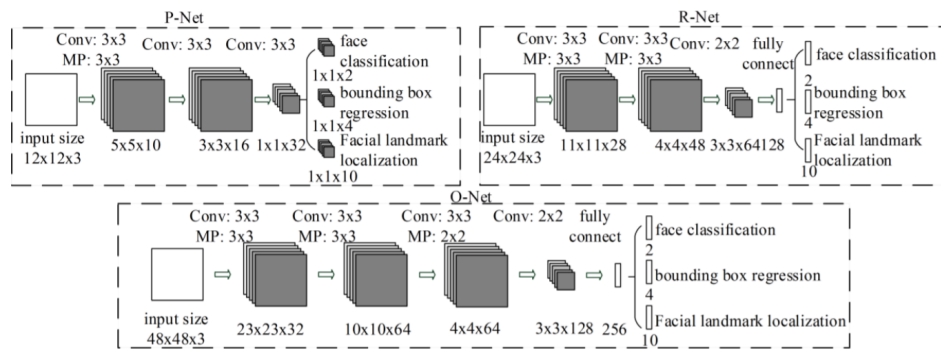 P-Net
Conv: 3x3 Conv: 3x3 Conv: 3x3
MP: 3x3
face
classification
1x1x2
bounding box
regression
1x1x4
Facial landmark
localization
1x1x10
input size
12x12x3
5x5x10
3x3x16
1x1x32
R-Net
Conv: 3x3 Conv: 3x3 Conv: 2x2 fully
MP: 3x3 MP: 3x3 connect
face classification
2
bounding box
regression
4
Facial landmark
localization
10
input size
24x24x3
11x11x28
4x4x48
3x3x64
128
O-Net
Conv: 3x3 Conv: 3x3 Conv: 3x3 Conv: 2x2 fully
MP: 3x3 MP: 3x3 MP: 2x2 connect
face classification
2
bounding box regression
4
Facial landmark localization
10
input size
48x48x3
23x23x32
10x10x64
4x4x64
3x3x128
256